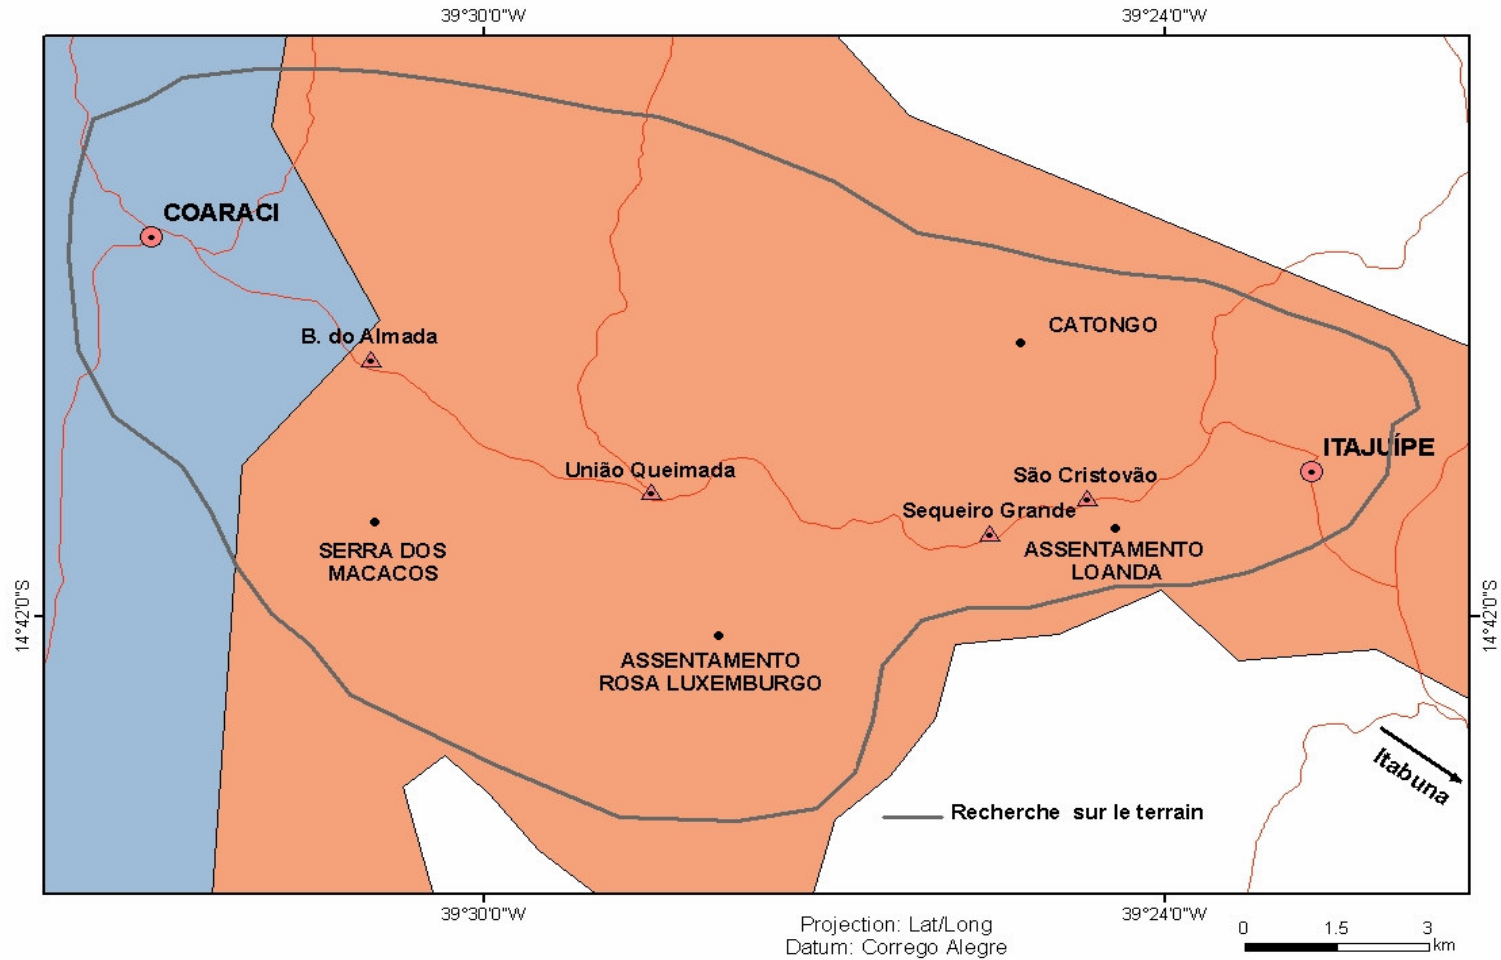 39°30'0"W
39°24'0"W
COARACI
CATONGO
B. do Almada
ITAJUÍPE
União Queimada
São Cristovão
Sequeiro Grande
SERRA DOS
MACACOS
ASSENTAMENTO
LOANDA
14°42'0"S
14°42'0"S
ASSENTAMENTO
ROSA LUXEMBURGO
Itabuna
Recherche sur le terrain
39°30'0"W
39°24'0"W
Projection: Lat/Long
Datum: Corrego Alegre
0 1.5 3
km